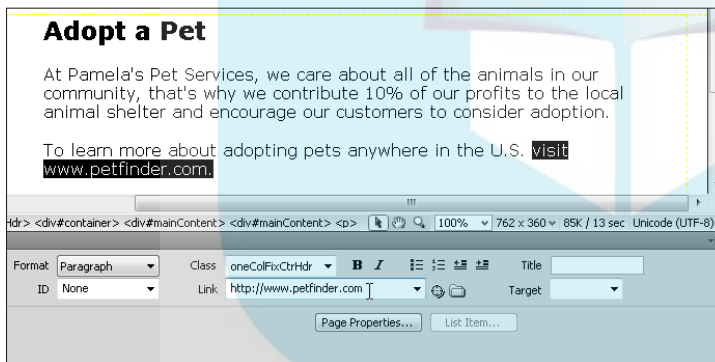 Adopt a Pet
At Pamela's Pet Services, we care about all of the animals in our
community, that's why we contribute 10% of our profits to the local
animal shelter and encourage our customers to consider adoption.
To learn more about adopting pets anywhere in the U.S. visit
www.petfinder.com.
Hdr> <div#container> <div#mainContent> <div#mainContent> <p> 100% 762 x 360 85K / 13 sec Unicode (UTF-8)
Format Paragraph Class oneColFixCtrHdr B I Title
ID None Link http://www.petfinder.com Target
Page Properties... List Item...